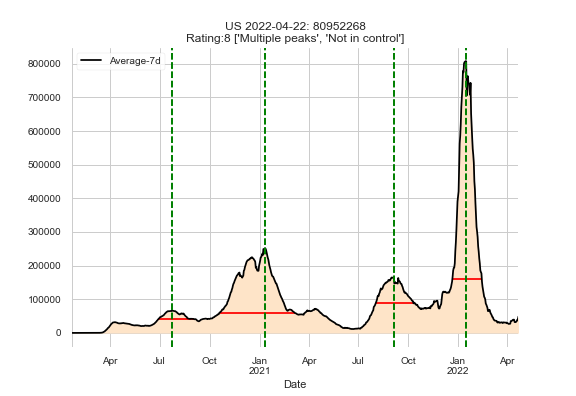 US 2022-04-22: 80952268
Rating:8 ['Multiple peaks', 'Not in control']
Average-7d
800000
700000
600000
500000
400000
300000
200000
100000
0
Apr Jul Oct Jan Apr Jul Oct Jan Apr
2021 2022
Date